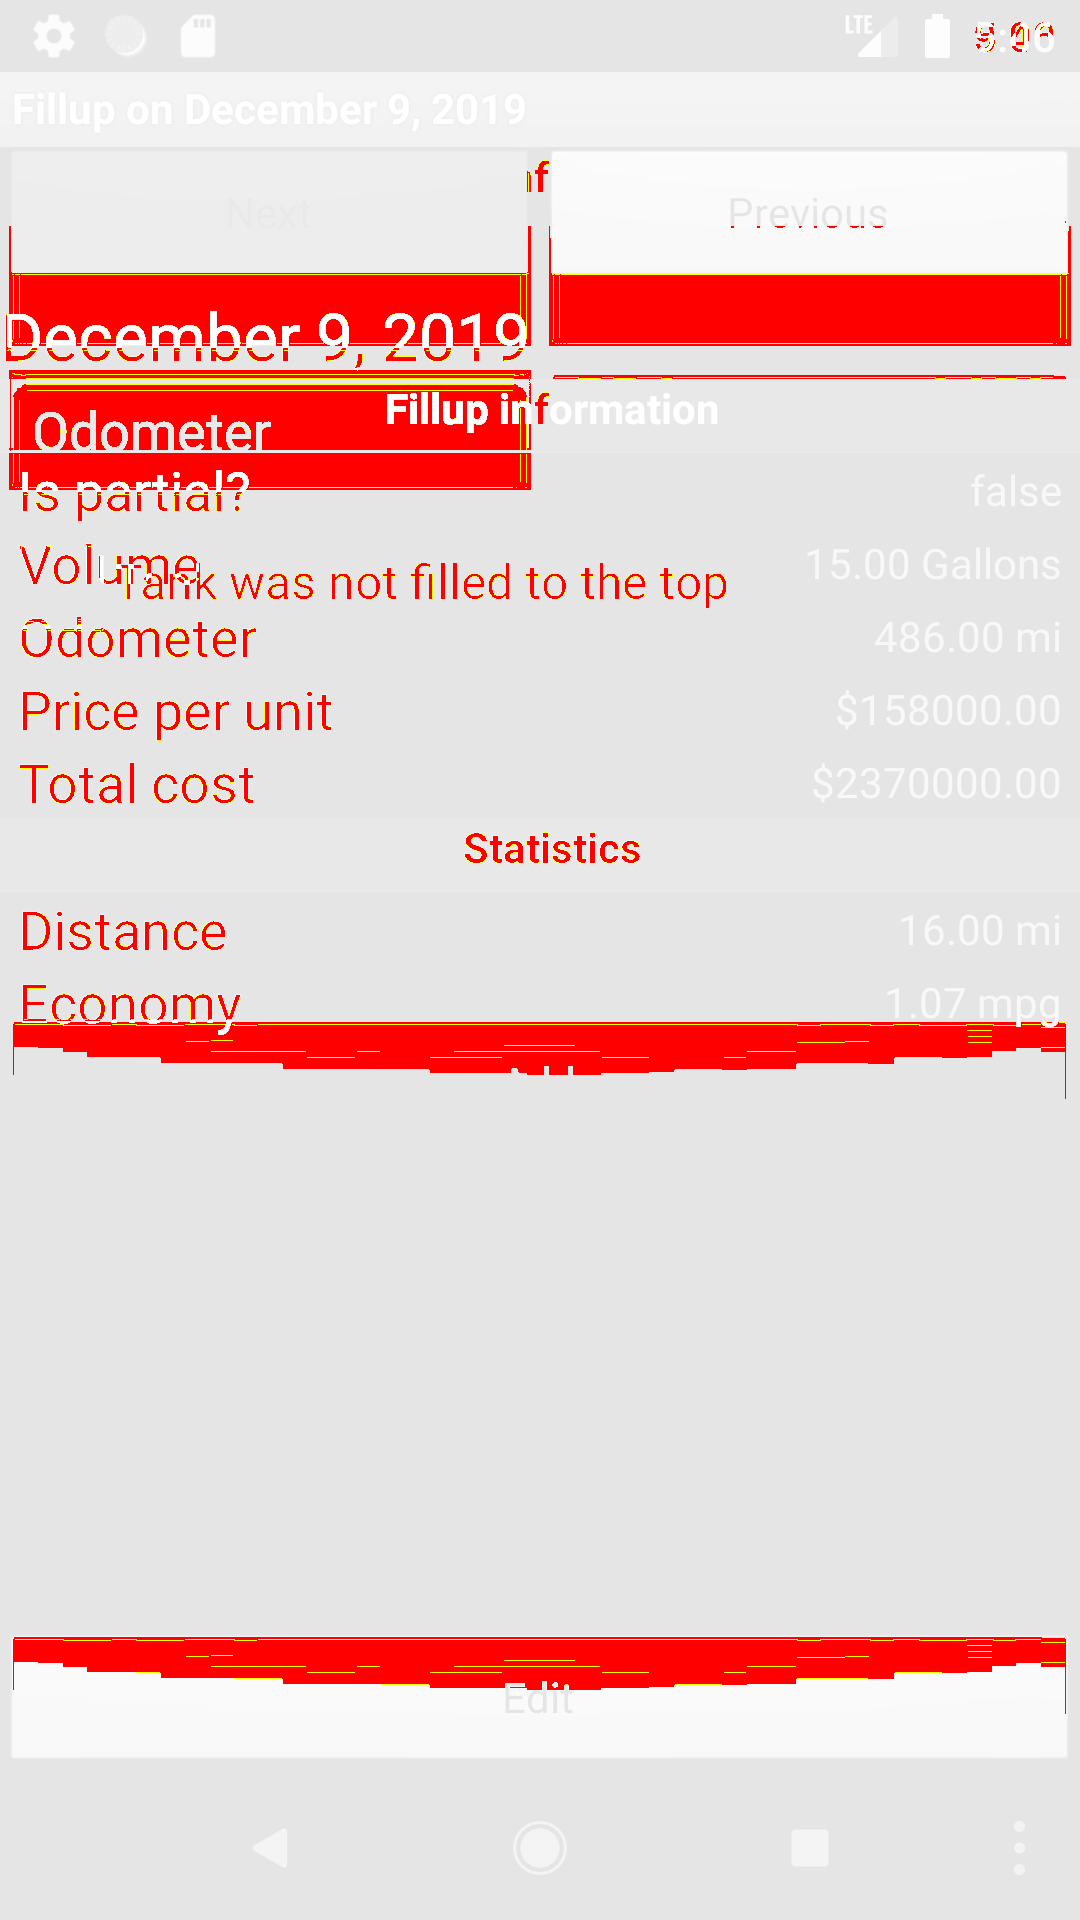 LTE
Fillup on December 9, 2019
Next
Previous
December 9, 2019
Fillup information
Odometer
Is partial?
false
Volume
15.00 Gallons
Tank was not filled to the top
Odometer
486.00 mi
Price per unit
$158000.00
Total cost
$2370000.00
Statistics
Distance
16.00 mi
Economy
1.07 mpg
Edit